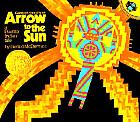 Arrow
to the
Sun
a Pueblo
Indian
tale
by Gerald McDermott